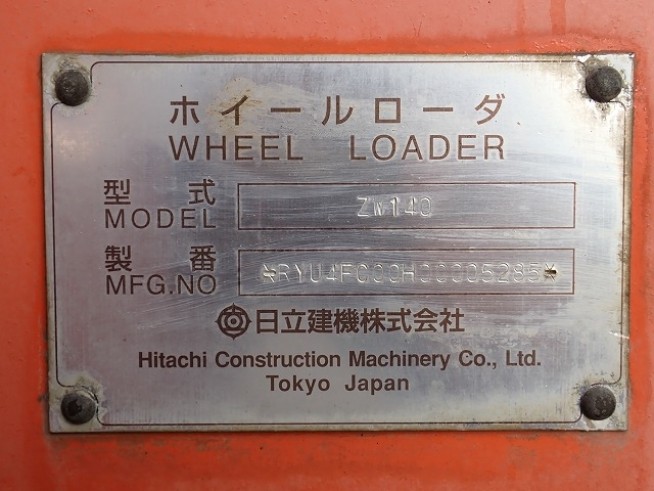 ホイールローダ
WHEEL LOADER
型式 ZW140
MODEL
製番 *RYU4F000H00005285*
MFG.NO
日立建機株式会社
Hitachi Construction Machinery Co., Ltd.
Tokyo Japan